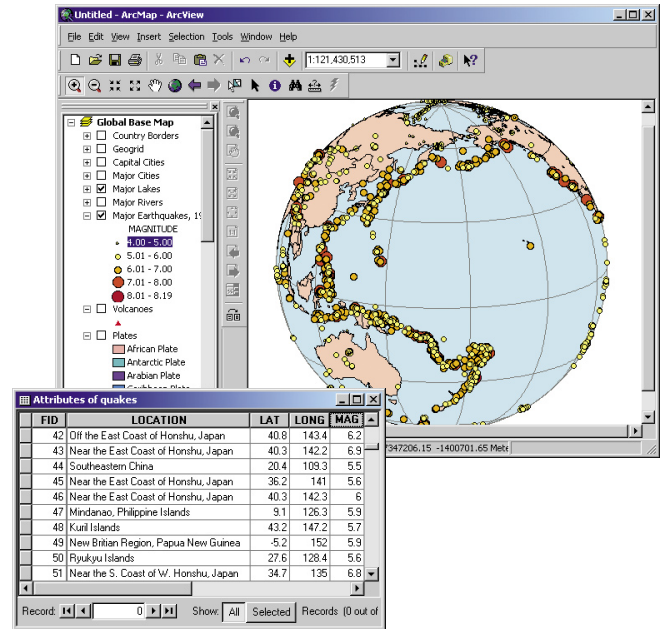 Untitled - ArcMap - ArcView
File Edit View Insert Selection Tools Window Help
1:121,430,513
Global Base Map
Country Borders
Geogrid
Capital Cities
Major Cities
Major Lakes
Major Rivers
Major Earthquakes, 19
MAGNITUDE
4.00 - 5.00
5.01 - 6.00
6.01 - 7.00
7.01 - 8.00
8.01 - 8.19
Volcanoes
Plates
African Plate
Antarctic Plate
Arabian Plate
Caribbean Plate
7347206.15 -1400701.65 Mete
Attributes of quakes
FID LOCATION LAT LONG MAG
42 Off the East Coast of Honshu, Japan 40.8 143.4 6.2
43 Near the East Coast of Honshu, Japan 40.3 142.2 6.9
44 Southeastern China 20.4 109.3 5.5
45 Near the East Coast of Honshu, Japan 36.2 141 5.6
46 Near the East Coast of Honshu, Japan 40.3 142.3 6
47 Mindanao, Philippine Islands 9.1 126.3 5.9
48 Kuril Islands 43.2 147.2 5.7
49 New Britian Region, Papua New Guinea -5.2 152 5.9
50 Ryukyu Islands 27.6 128.4 5.6
51 Near the S. Coast of W. Honshu, Japan 34.7 135 6.8
Record: 0 Show: All Selected Records (0 out of